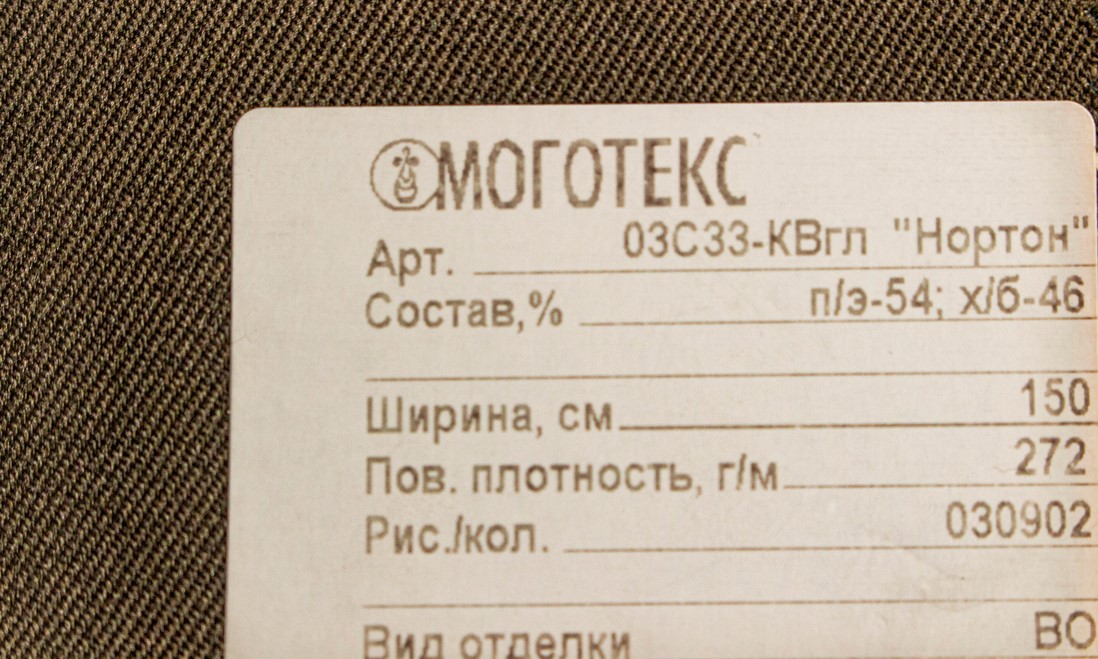 МОГОТЕКС
Арт. 03С33-КВгл "Нортон"
Состав,% п/э-54; х/б-46
Ширина, см 150
Пов. плотность, г/м 272
Рис./кол. 030902
Вид отделки ВО